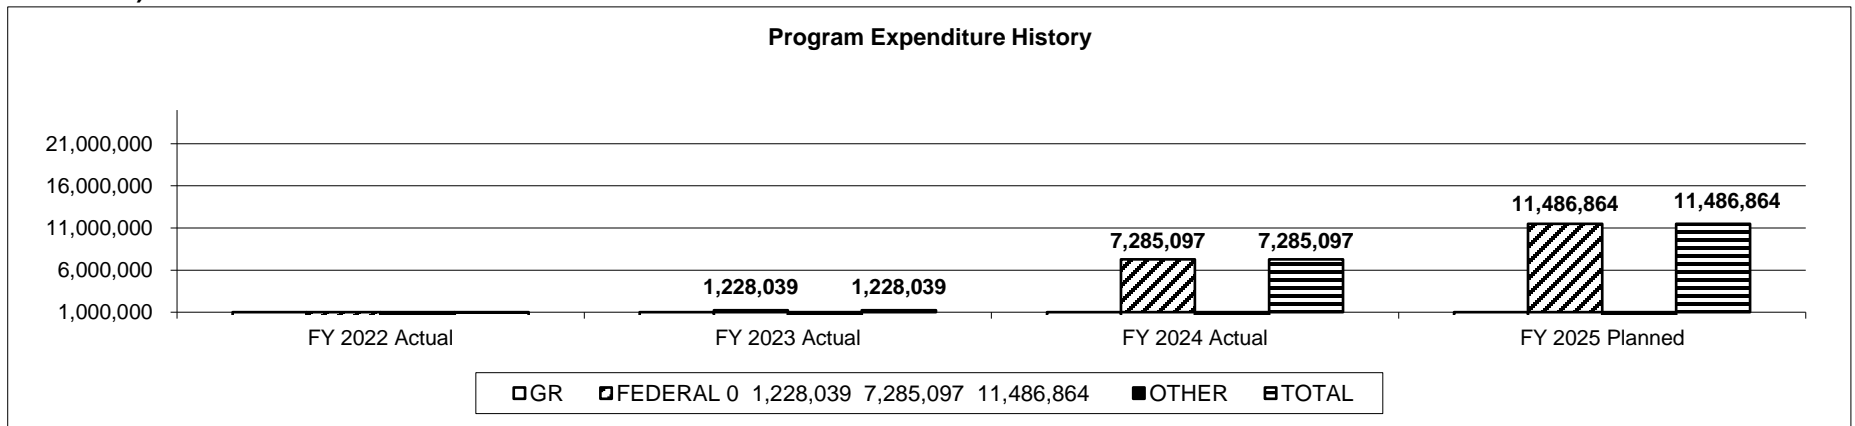 Program Expenditure History
21,000,000
16,000,000
11,000,000
6,000,000
1,000,000
1,228,039 1,228,039
7,285,097 7,285,097
11,486,864 11,486,864
FY 2022 Actual FY 2023 Actual FY 2024 Actual FY 2025 Planned
GR FEDERAL 0 1,228,039 7,285,097 11,486,864 OTHER TOTAL